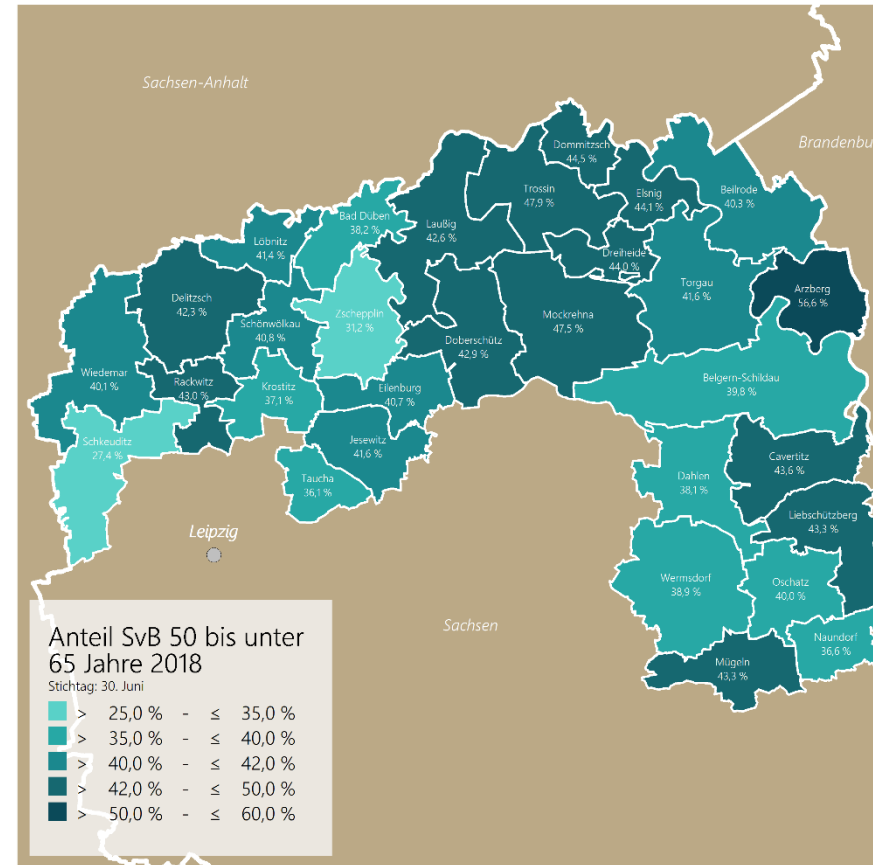 Sachsen-Anhalt
Brandenbu
Dommitzsch
44,5 %
Trossin
47,9 %
Elsnig
44,1 %
Beilrode
40,3 %
Bad Düben
38,2 %
Laußig
42,6 %
Löbnitz
41,4 %
Dreiheide
44,0 %
Torgau
41,6 %
Arzberg
56,6 %
Delitzsch
42,3 %
Zschepplin
31,2 %
Mockrehna
47,5 %
Schönwölkau
40,8 %
Doberschütz
42,9 %
Wiedemar
40,1 %
Rackwitz
43,0 %
Krostitz
37,1 %
Eilenburg
40,7 %
Belgern-Schildau
39,8 %
Schkeuditz
27,4 %
Jesewitz
41,6 %
Cavertitz
43,6 %
Taucha
36,1 %
Dahlen
38,1 %
Liebschützberg
43,3 %
Leipzig
Wermsdorf
38,9 %
Oschatz
40,0 %
Sachsen
Naundorf
36,6 %
Mügeln
43,3 %
Anteil SvB 50 bis unter
65 Jahre 2018
Stichtag: 30. Juni
> 25,0 % - ≤ 35,0 %
> 35,0 % - ≤ 40,0 %
> 40,0 % - ≤ 42,0 %
> 42,0 % - ≤ 50,0 %
> 50,0 % - ≤ 60,0 %